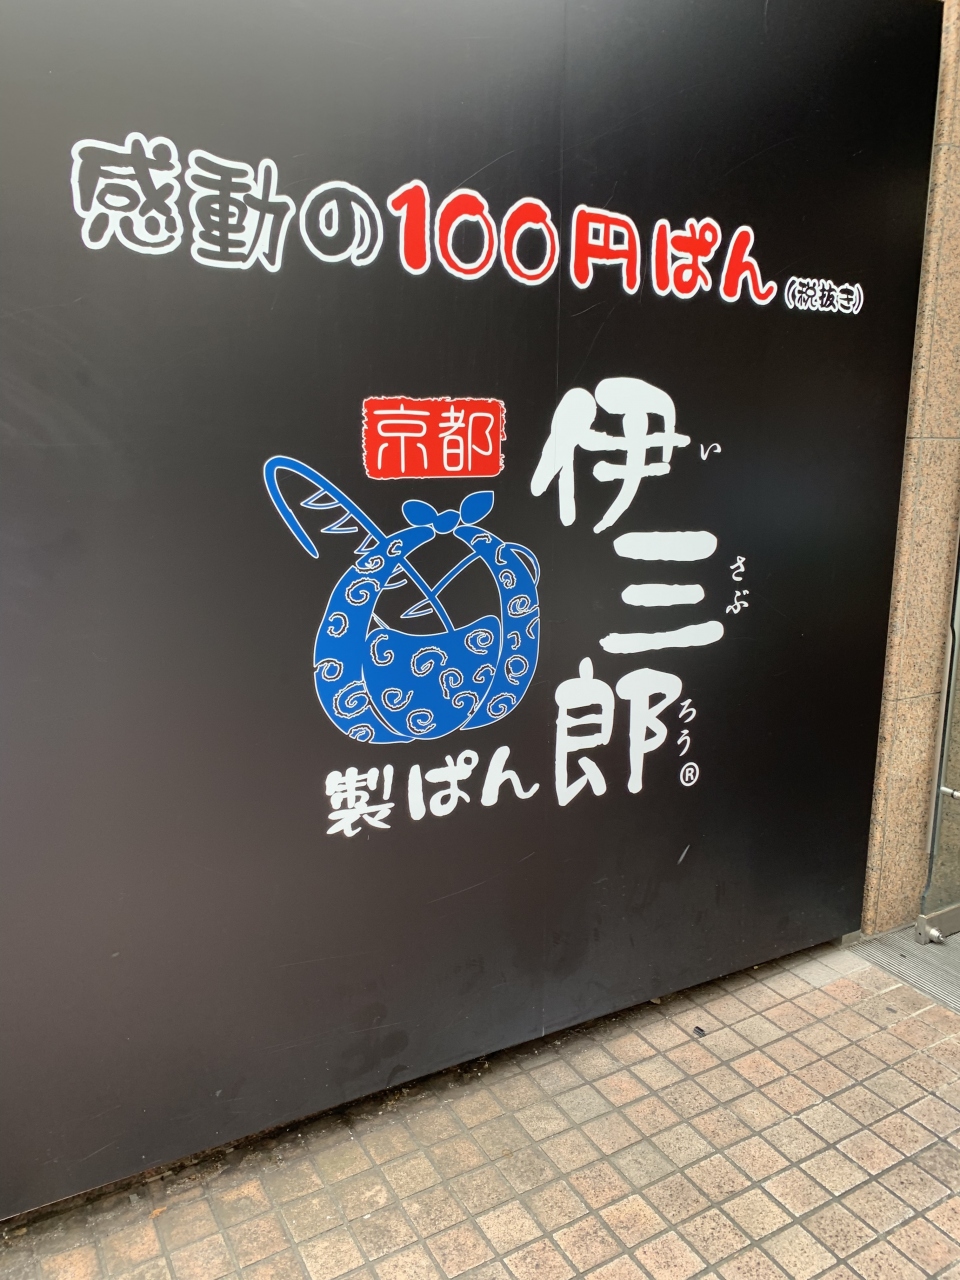 感動の100円ぱん(税抜き)
京都
伊三郎
いさぶろう®
製ぱん